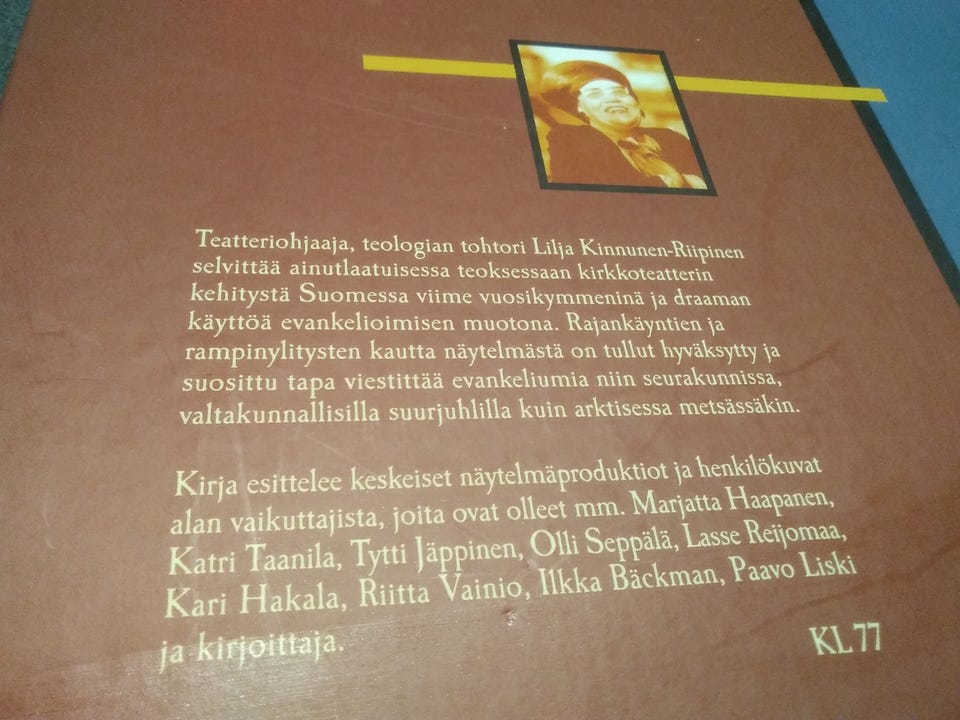 Teatteriohjaaja, teologian tohtori Lilja Kinnunen-Riipinen
selvittää ainutlaatuisessa teoksessaan kirkkoteatterin
kehitystä Suomessa viime vuosikymmeninä ja draaman
käyttöä evankelioimisen muotona. Rajankäyntien ja
rampinylitysten kautta näytelmästä on tullut hyväksytty ja
suosittu tapa viestittää evankeliumia niin seurakunnissa,
valtakunnallisilla suurjuhlilla kuin arktisessa metsässäkin.
Kirja esittelee keskeiset näytelmäproduktiot ja henkilökuvat
alan vaikuttajista, joita ovat olleet mm. Marjatta Haapanen,
Katri Taanila, Tytti Jäppinen, Olli Seppälä, Lasse Reijomaa,
Kari Hakala, Riitta Vainio, Ilkka Bäckman, Paavo Liski
ja kirjoittaja.
KL 77